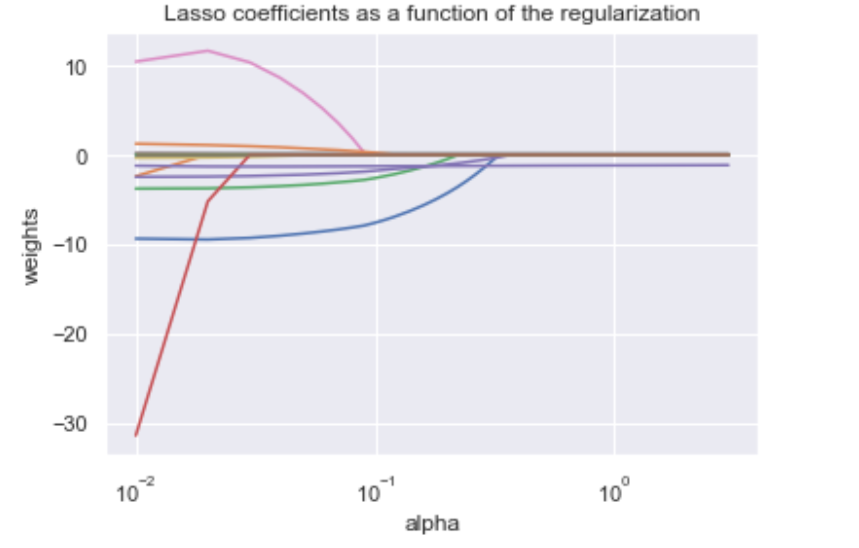 Lasso coefficients as a function of the regularization
weights
10
0
−10
−20
−30
10⁻²
10⁻¹
10⁰
alpha